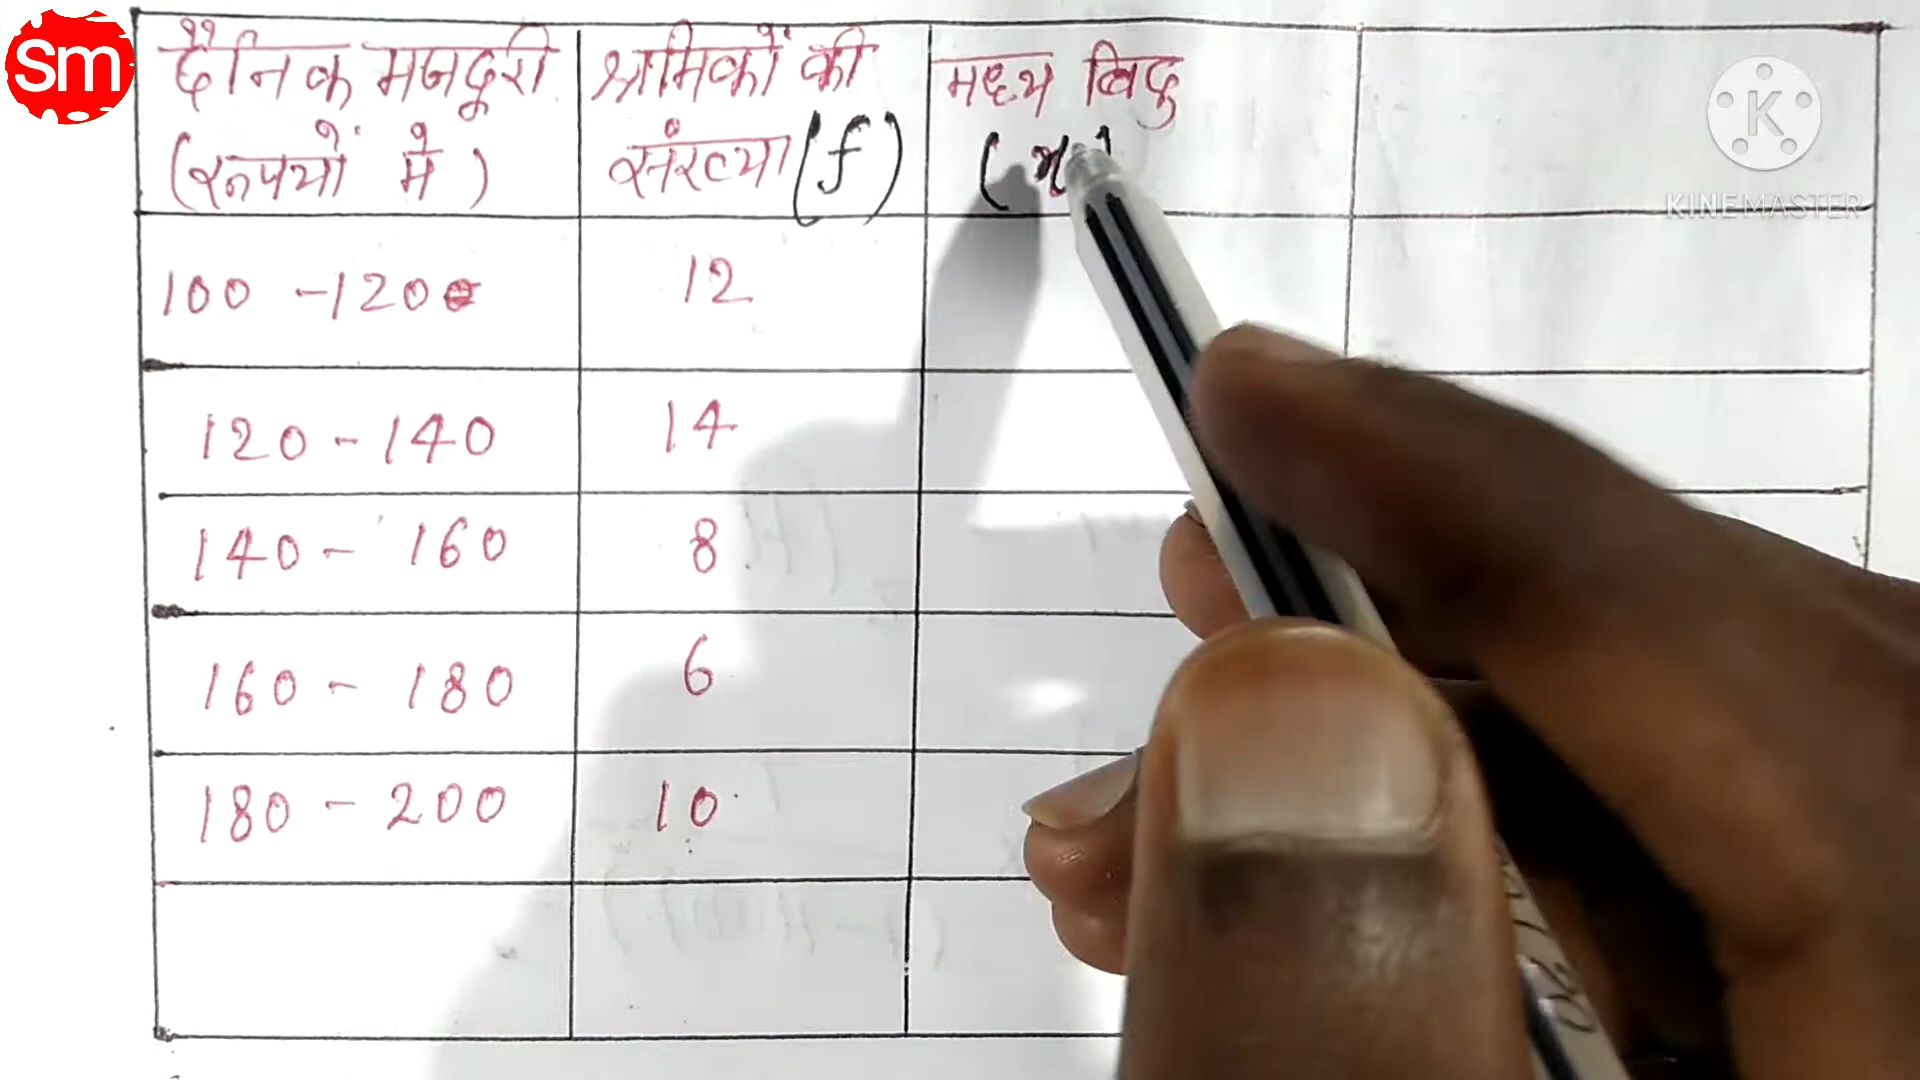 Sm
दैनिक मजदूरी
(रूपयों में)
श्रमिकों की
संख्या (f)
मध्य बिंदु
(x)
K
KINEMASTER
100 - 120
12
120 - 140
14
140 - 160
8
160 - 180
6
180 - 200
10